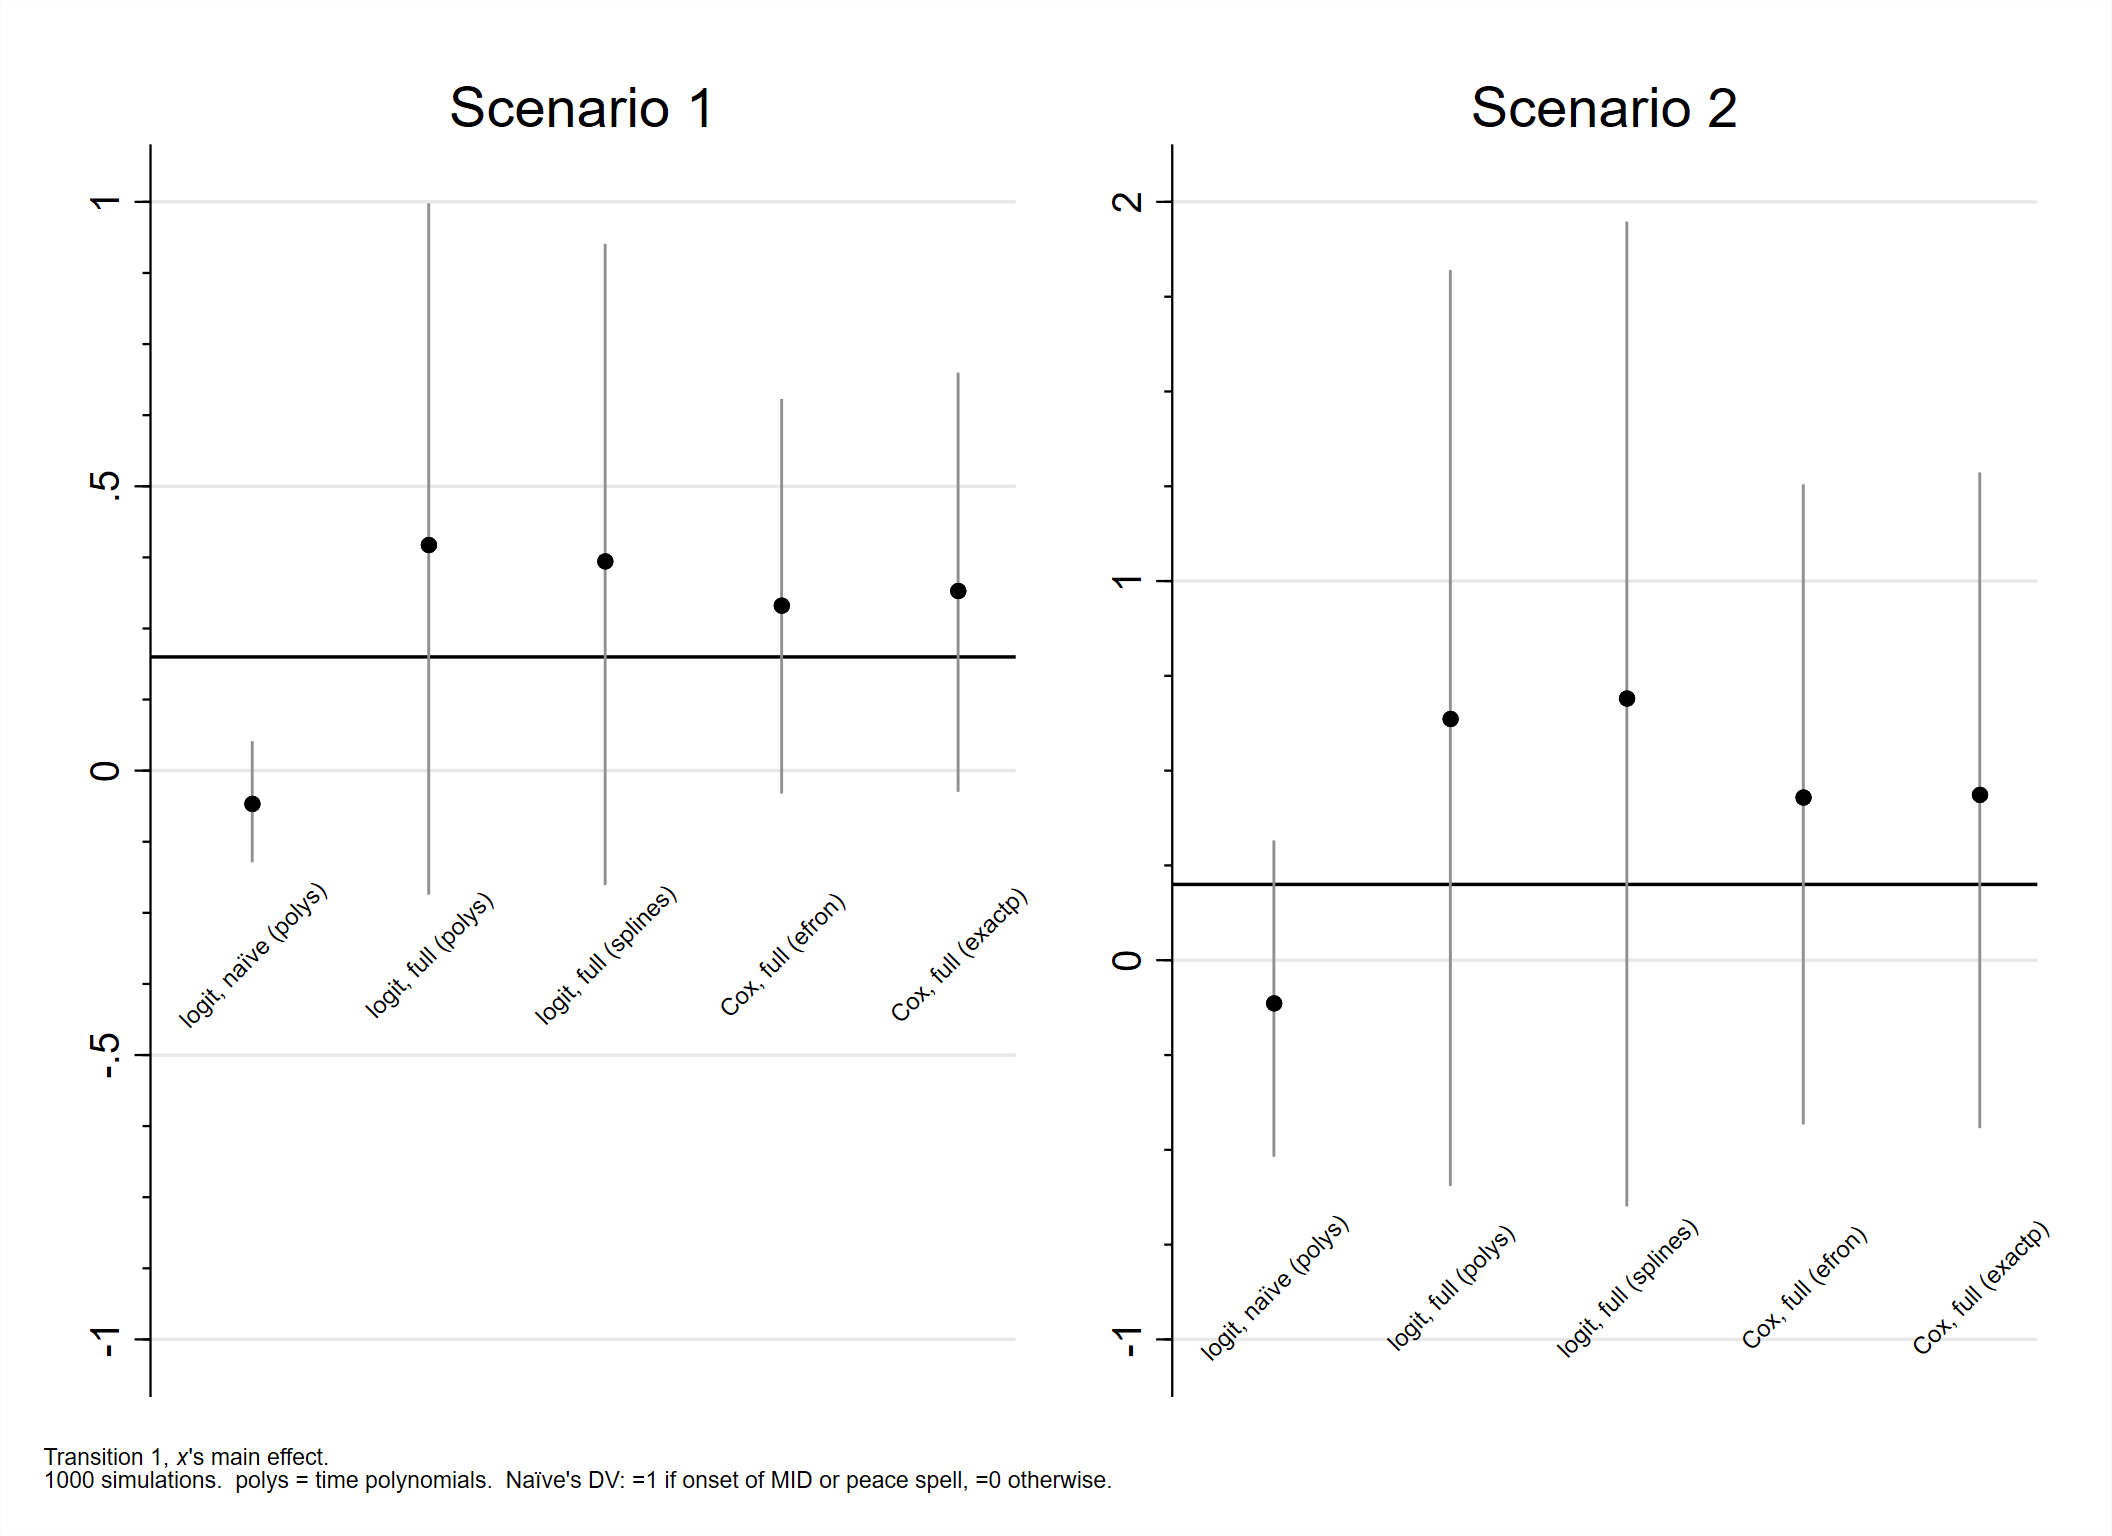 Scenario 1
1
.5
0
-.5
-1
logit, naïve (polys)
logit, full (polys)
logit, full (splines)
Cox, full (efron)
Cox, full (exactp)
Scenario 2
2
1
0
-1
logit, naïve (polys)
logit, full (polys)
logit, full (splines)
Cox, full (efron)
Cox, full (exactp)
Transition 1, x's main effect.
1000 simulations.  polys = time polynomials.  Naïve's DV: =1 if onset of MID or peace spell, =0 otherwise.